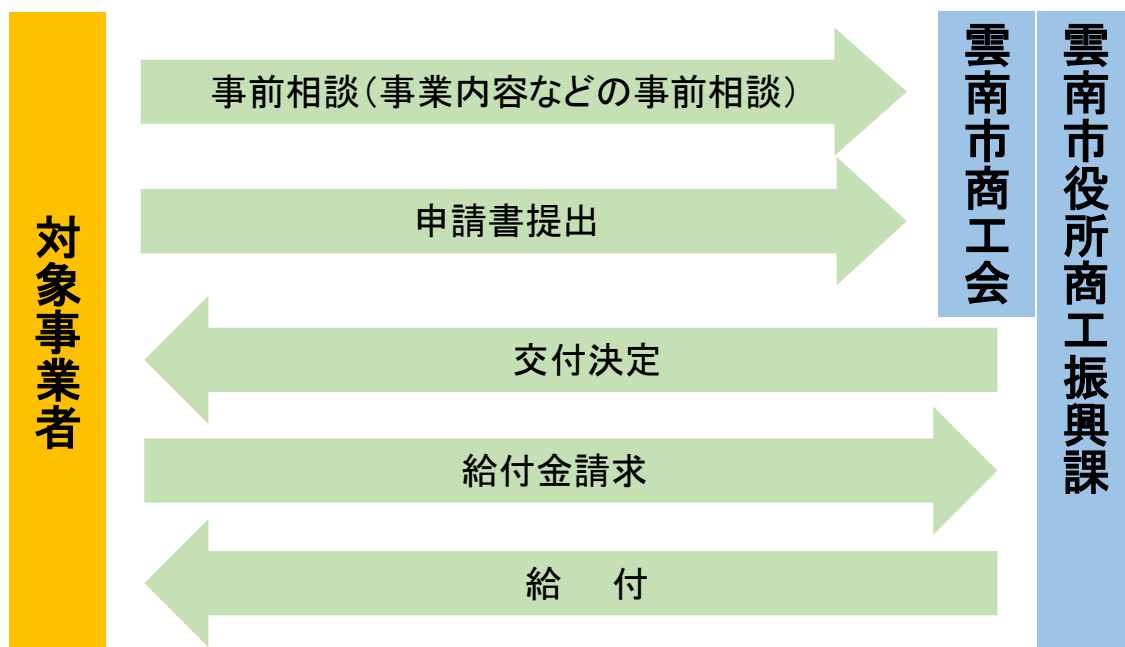 対象事業者
事前相談（事業内容などの事前相談）
申請書提出
交付決定
給付金請求
給　付
雲南市商工会
雲南市役所商工振興課